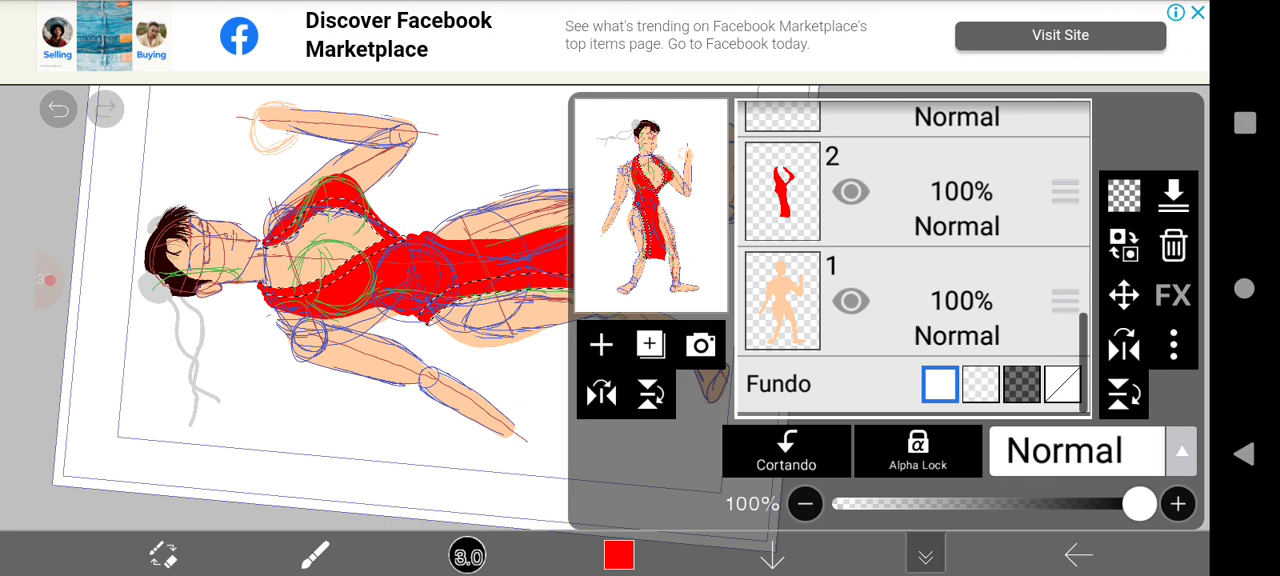 Discover Facebook
Marketplace
See what's trending on Facebook Marketplace's
top items page. Go to Facebook today.
Visit Site
Selling
Buying
Normal
2
100%
Normal
1
100%
Normal
Fundo
FX
Cortando
α
Alpha Lock
Normal
100%
3.0